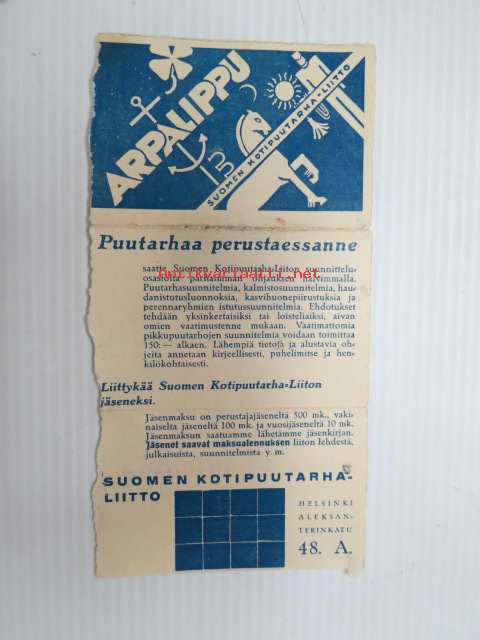 ARPALIPPU
13
SUOMEN KOTIPUUTARHA-LIITTO
Puutarhaa perustaessanne
saatte Suomen Kotipuutarha-Liiton suunnittelu-
osastolta parhaimman ohjauksen halvimmalla.
Puutarhasuunnitelmia, kalmistosuunnitelmia, hau-
danistutusluonnoksia, kasvihuonepiirustuksia ja
perennaryhmien istutussuunnitelmia. Ehdotukset
tehdään yksinkertaisiksi tai loisteliaiksi, aivan
omien vaatimustenne mukaan. Vaatimattomia
pikkupuutarhojen suunnitelmia voidaan toimittaa
150:— alkaen. Lähempiä tietoja ja alustavia oh-
jeita annetaan kirjeellisesti, puhelimitse ja hen-
kilökohtaisesti.
Liittykää Suomen Kotipuutarha-Liiton
jäseneksi.
Jäsenmaksu on perustajajäseneltä 500 mk., vaki-
naiselta jäseneltä 100 mk. ja vuosijäseneltä 10 mk.
Jäsenmaksun saatuamme lähetämme jäsenkirjan.
Jäsenet saavat maksualennuksen liiton lehdestä,
julkaisuista, suunnitelmista y. m.
SUOMEN KOTIPUUTARHA-
LIITTO
HELSINKI
ALEKSAN-
TERINKATU
48. A.